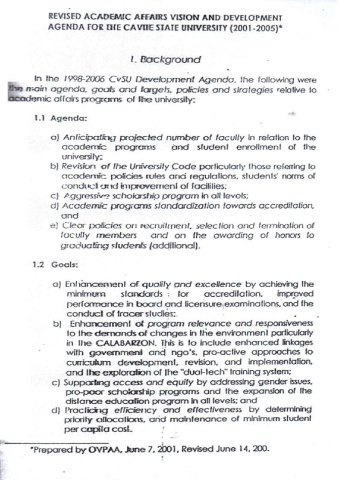 REVISED ACADEMIC AFFAIRS VISION AND DEVELOPMENT
AGENDA FOR THE CAVITE STATE UNIVERSITY (2001-2005)*
1. Background
In the 1998-2006 CvSU Development Agenda, the following were
the main agenda, goals and targets, policies and strategies relative to
academic affairs programs of the university:
1.1 Agenda:
a) Anticipating projected number of faculty in relation to the
academic programs and student enrollment of the
university;
b) Revision of the University Code particularly those referring to
academic policies rules and regulations, students' norms of
conduct and improvement of facilities;
c) Aggressive scholarship program in all levels;
d) Academic programs standardization towards accreditation,
and
e) Clear policies on recruitment, selection and termination of
faculty members and on the awarding of honors to
graduating students (additional).
1.2 Goals:
a) Enhancement of quality and excellence by achieving the
minimum standards for accreditation, improved
performance in board and licensure examinations, and the
conduct of tracer studies;
b) Enhancement of program relevance and responsiveness
to the demands of changes in the environment particularly
in the CALABARZON. This is to include enhanced linkages
with government and ngo's, pro-active approaches to
curriculum development, revision, and implementation,
and the exploration of the "dual-tech" training system;
c) Supporting access and equity by addressing gender issues,
pro-poor scholarship programs and the expansion of the
distance education program in all levels; and
d) Practicing efficiency and effectiveness by determining
priority allocations, and maintenance of minimum student
per capita cost.
*Prepared by OVPAA, June 7, 2001, Revised June 14, 200.